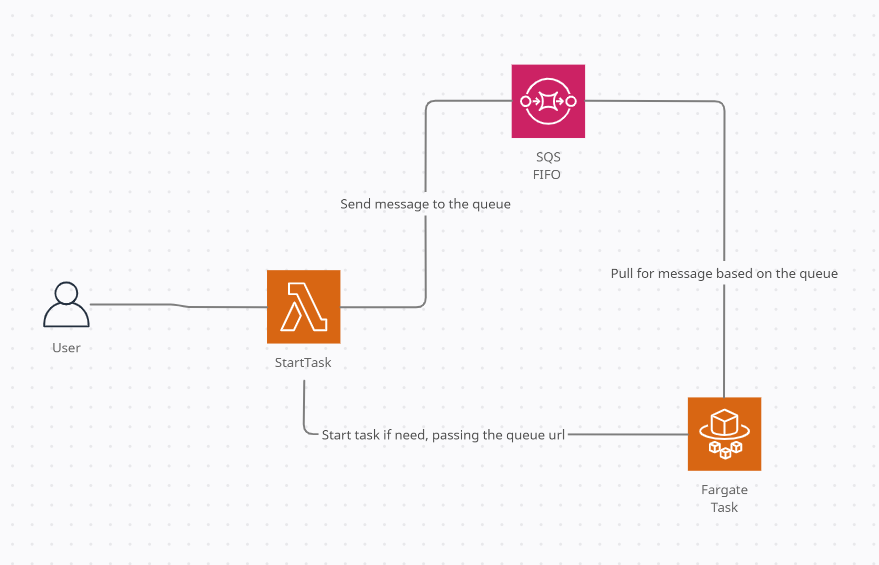 SQS
FIFO
Send message to the queue
Pull for message based on the queue
User
StartTask
Start task if need, passing the queue url
Fargate
Task